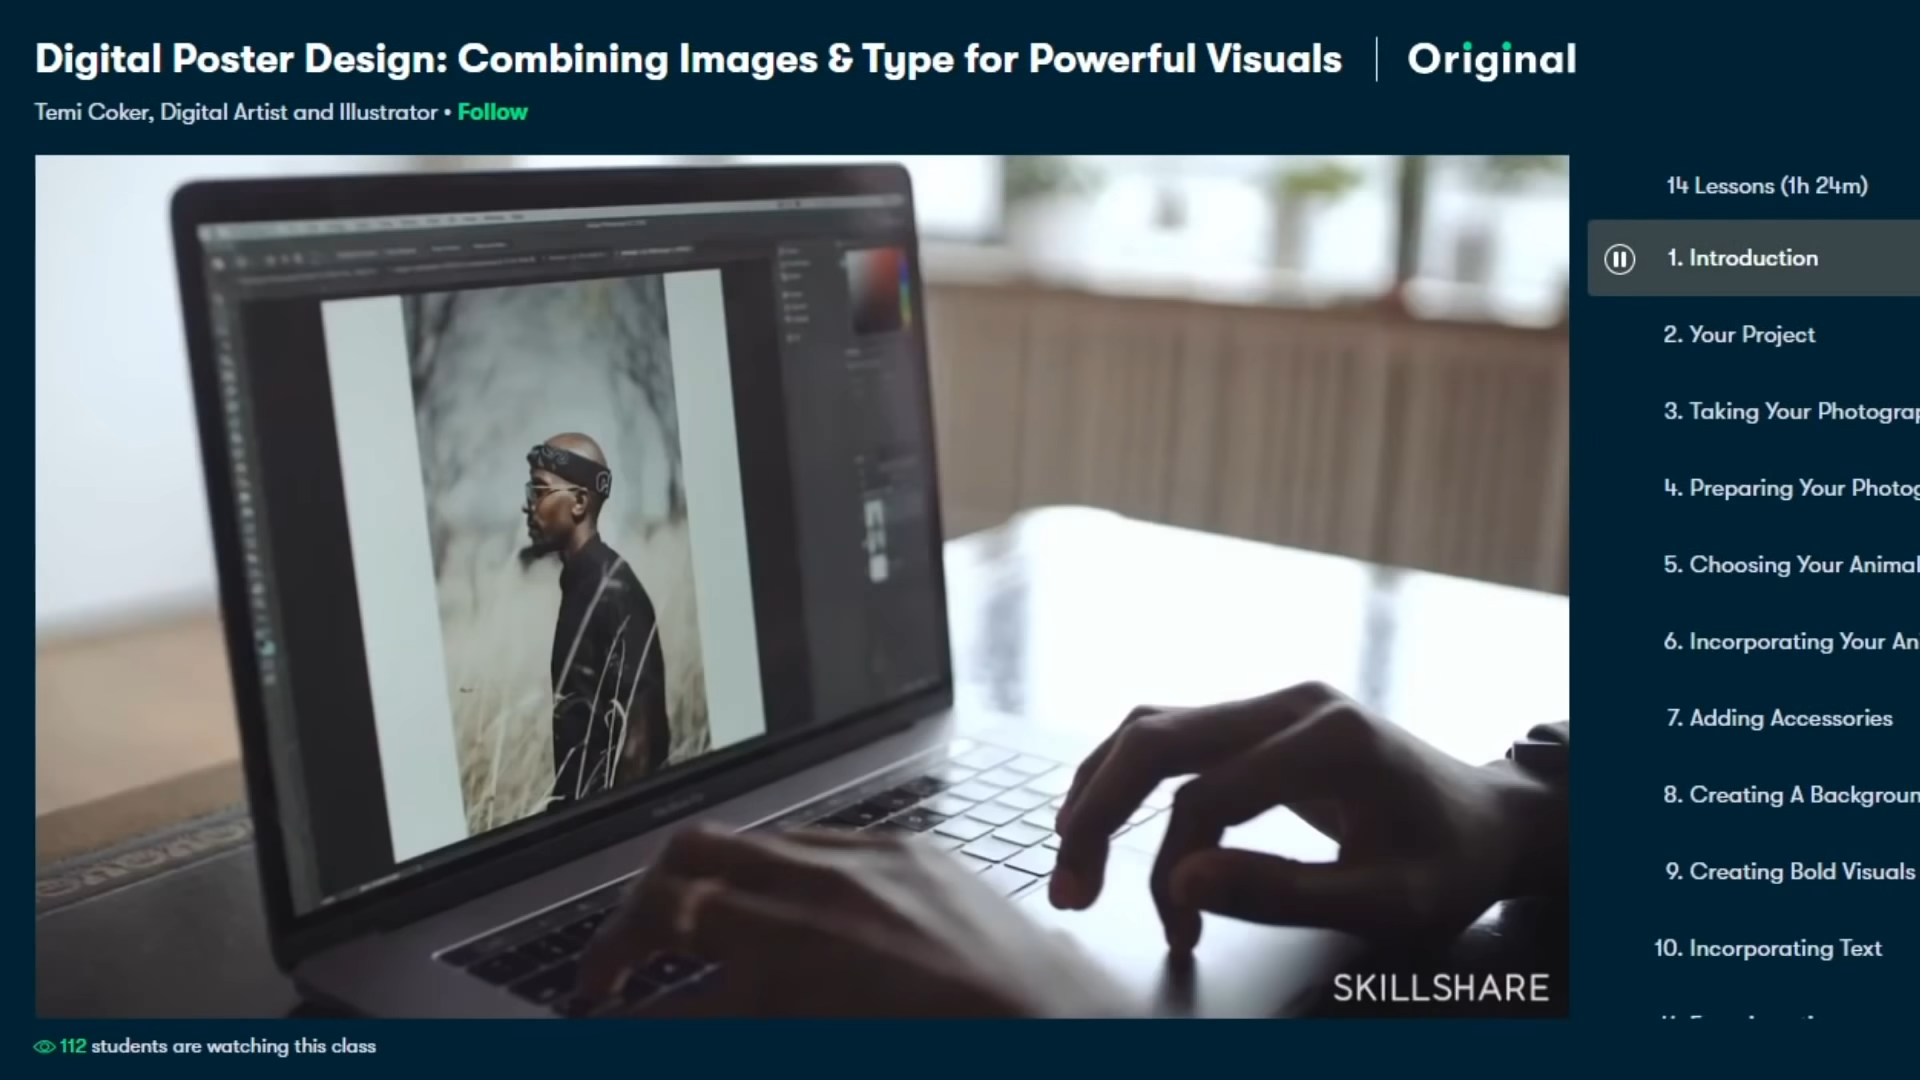 Digital Poster Design: Combining Images & Type for Powerful Visuals | Original
Temi Coker, Digital Artist and Illustrator • Follow
14 Lessons (1h 24m)
1. Introduction
2. Your Project
3. Taking Your Photograp
4. Preparing Your Photog
5. Choosing Your Animal
6. Incorporating Your An
7. Adding Accessories
8. Creating A Backgroun
9. Creating Bold Visuals
10. Incorporating Text
SKILLSHARE
112 students are watching this class